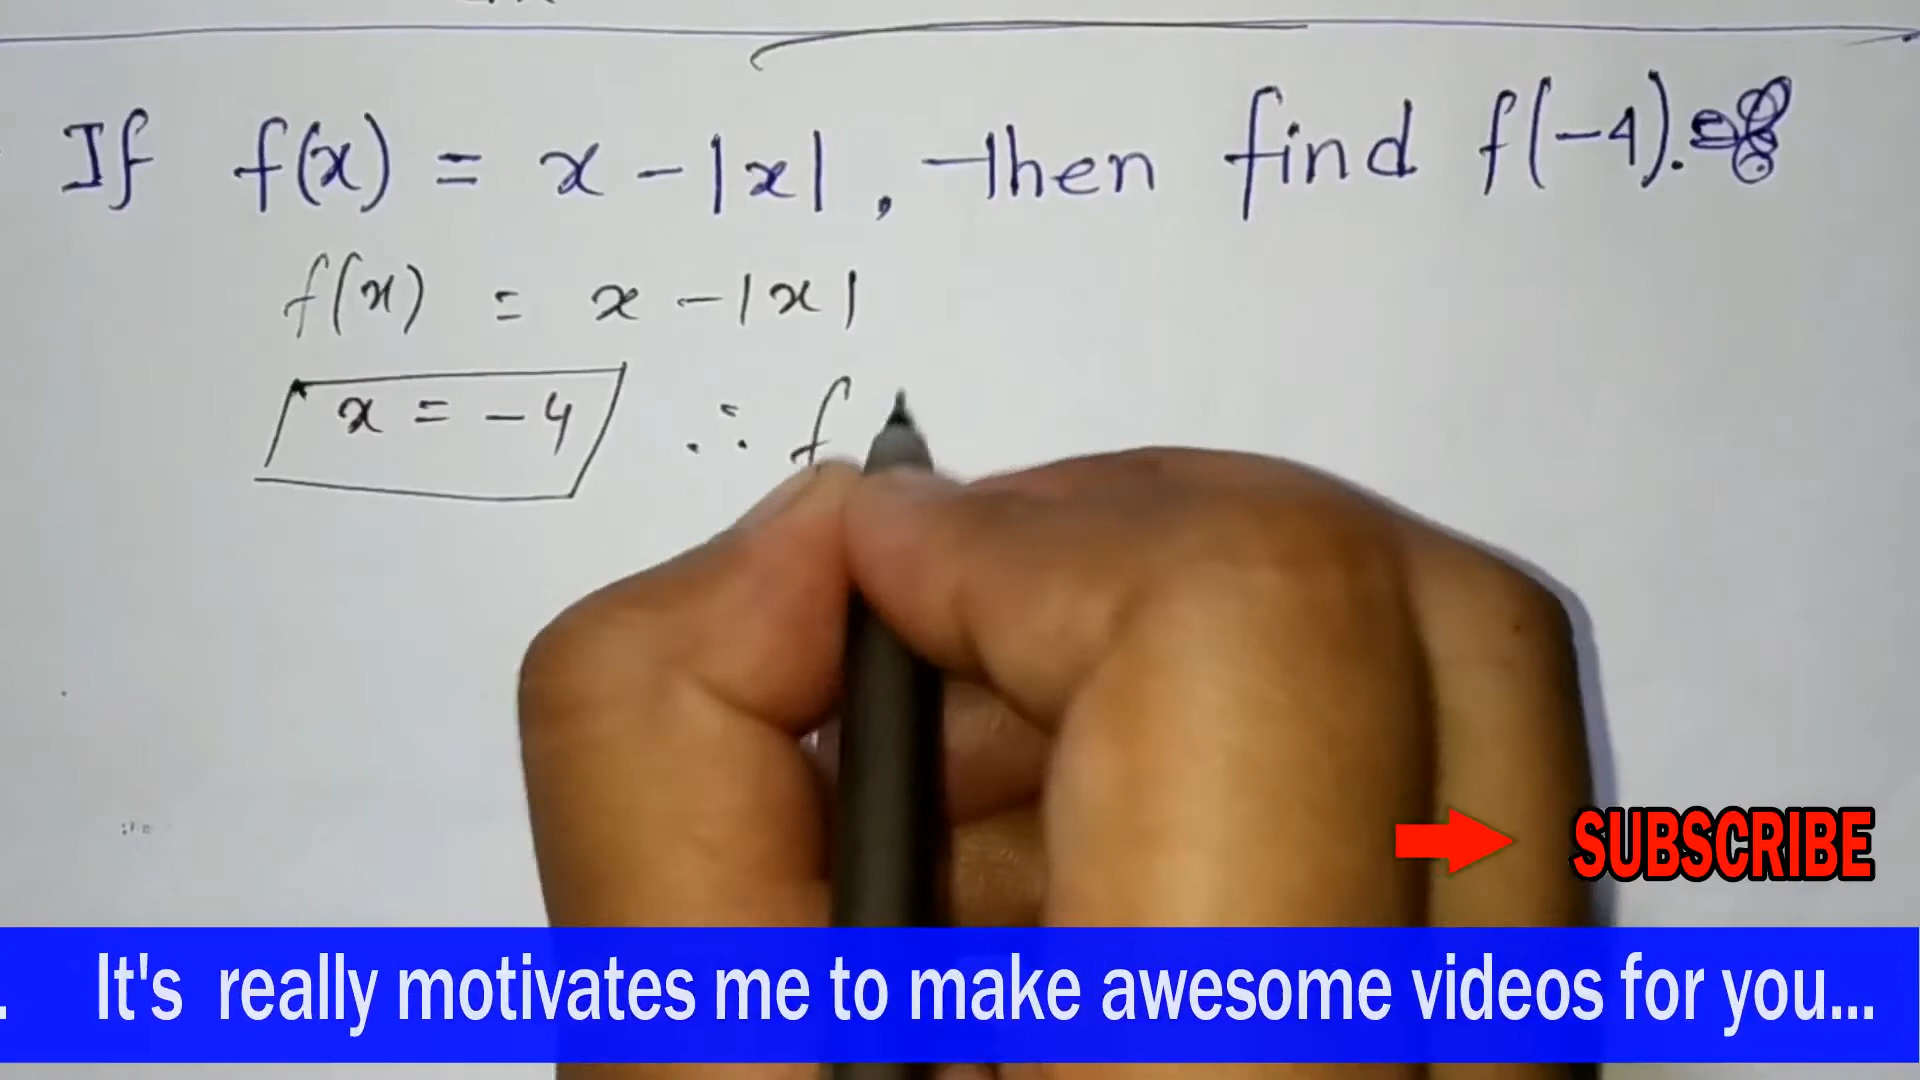 If f(x) = x - |x|, then find f(-4).
f(x) = x - |x|
x = -4 ∴ f
SUBSCRIBE
. It's really motivates me to make awesome videos for you...